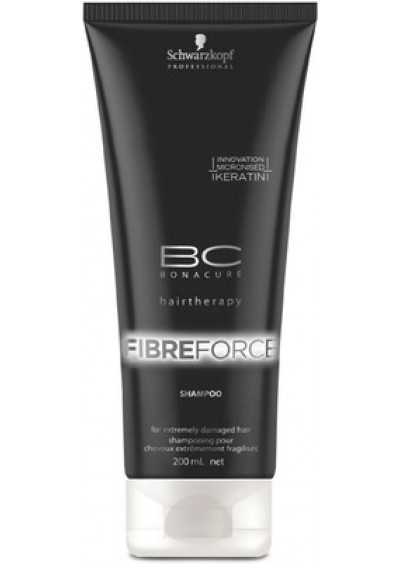 Schwarzkopf
PROFESSIONAL
INNOVATION
MICRONISED
KERATIN
BC
BONACURE
hairtherapy
FIBREFORCE
SHAMPOO
for extremely damaged hair
shampooing pour
cheveux extrêmement fragilisés
200 mL net